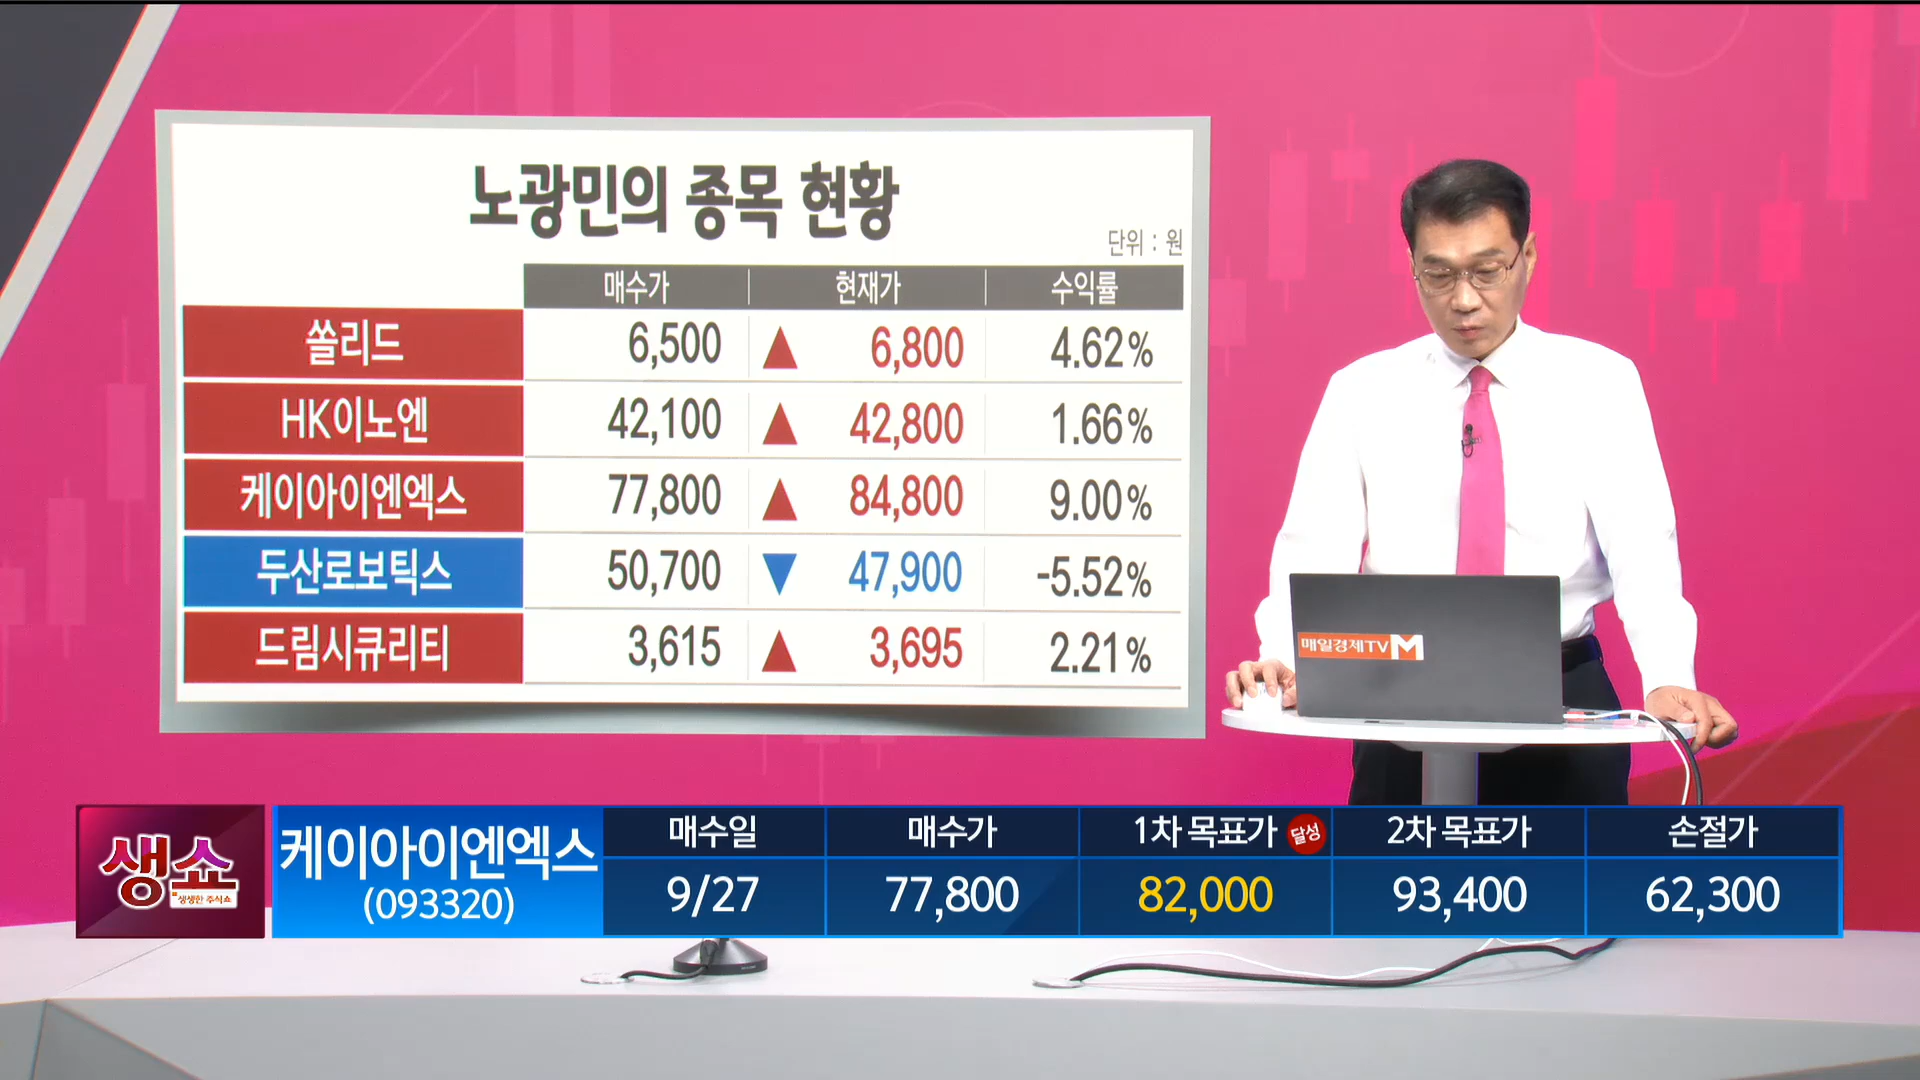 노광민의 종목 현황
단위 : 원
매수가 현재가 수익률
쏠리드 6,500 ▲ 6,800 4.62%
HK이노엔 42,100 ▲ 42,800 1.66%
케이아이엔엑스 77,800 ▲ 84,800 9.00%
두산로보틱스 50,700 ▼ 47,900 -5.52%
드림시큐리티 3,615 ▲ 3,695 2.21%
매일경제TV M
생쇼
생생한 주식쇼
케이아이엔엑스
(093320)
매수일 매수가 1차 목표가 달성 2차 목표가 손절가
9/27 77,800 82,000 93,400 62,300